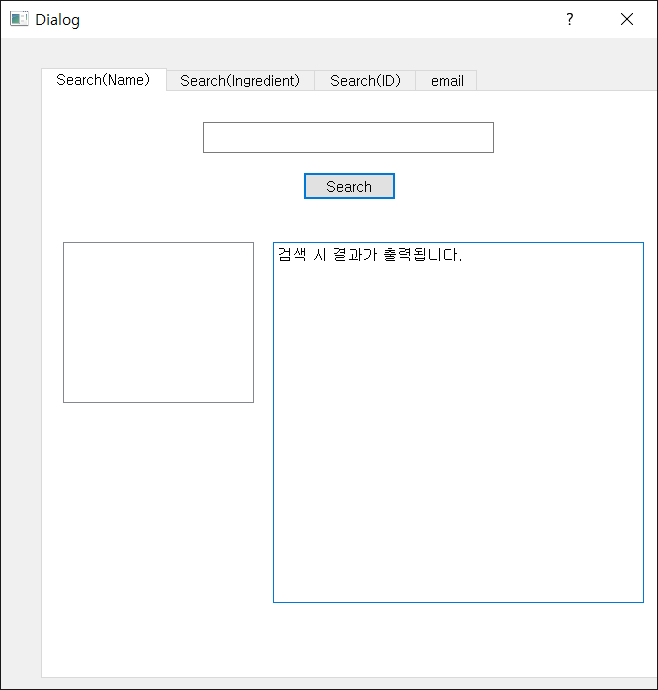 Dialog
?
Search(Name) Search(Ingredient) Search(ID) email
Search
검색 시 결과가 출력됩니다.